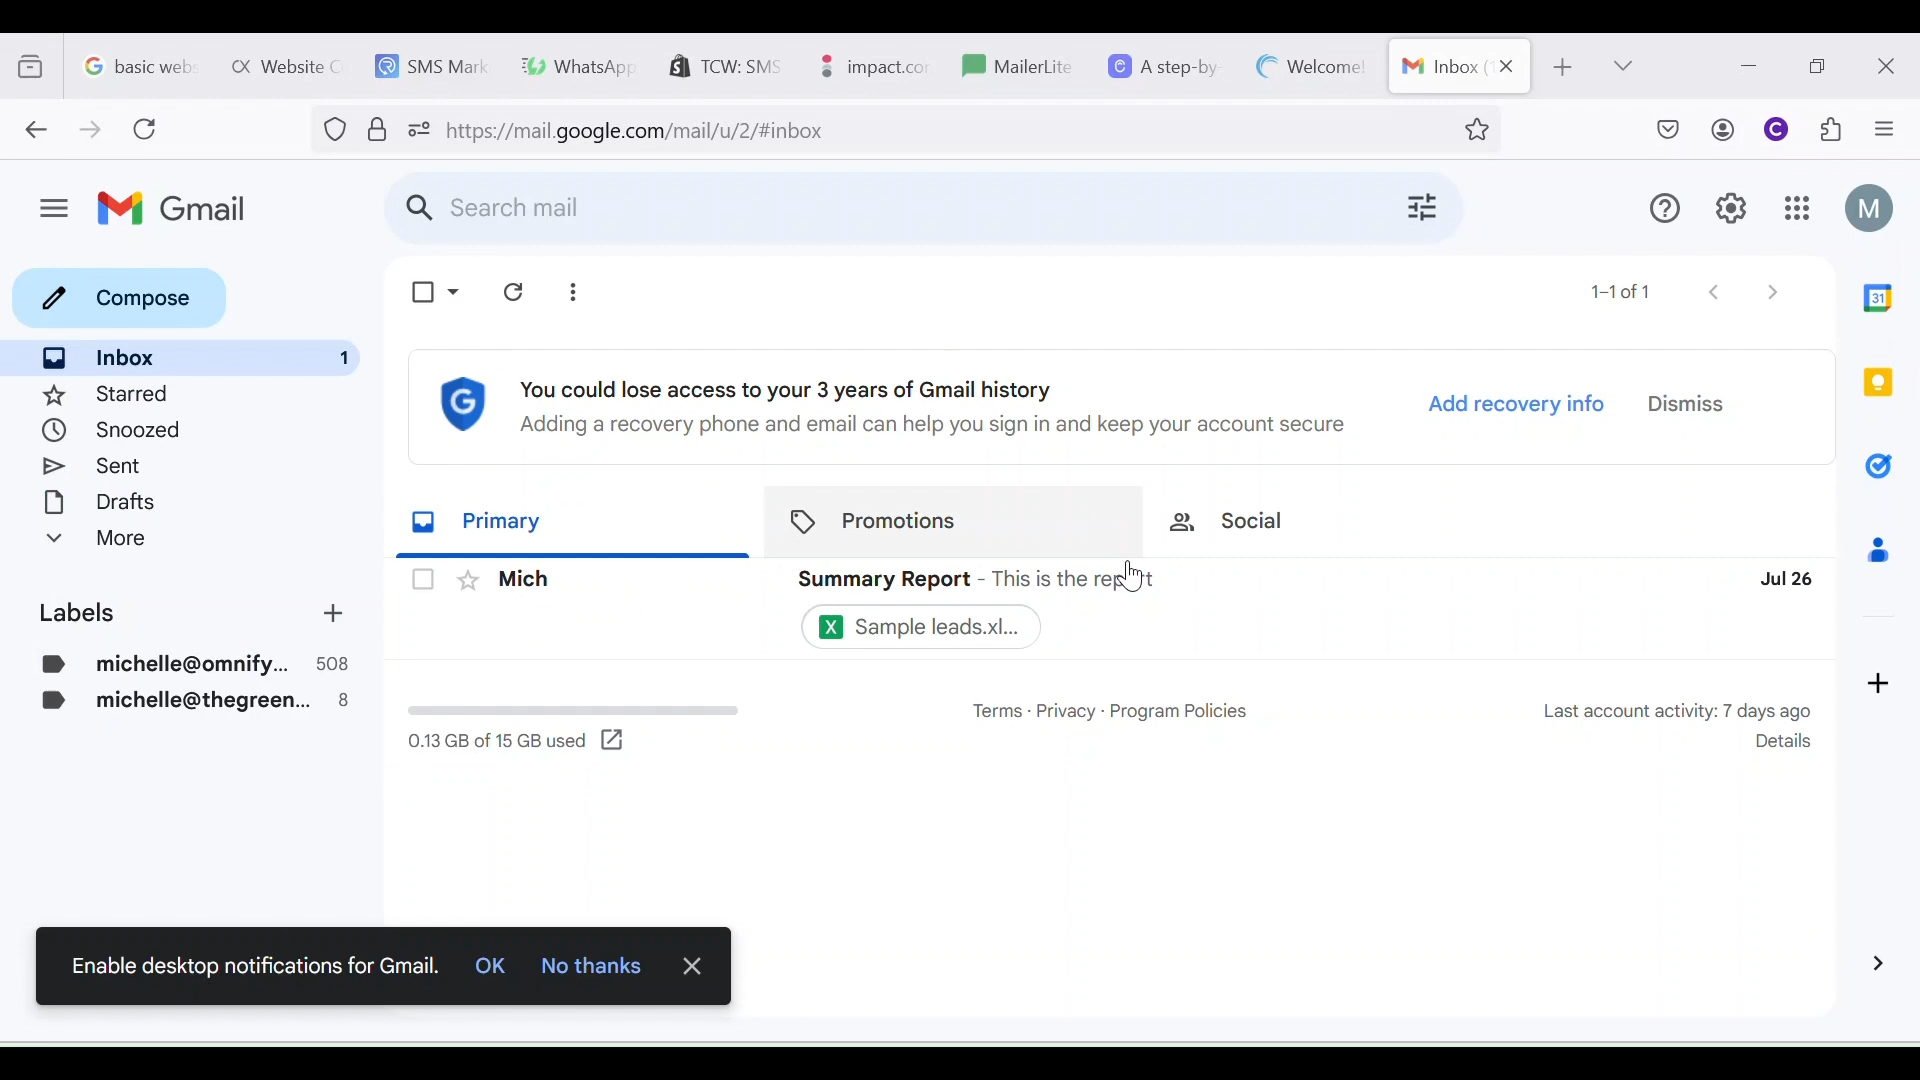 basic webs
Website C
SMS Mark
WhatsApp
TCW: SMS
impact.cor
MailerLite
A step-by-
Welcome!
Inbox (1
https://mail.google.com/mail/u/2/#inbox
C
Gmail
Search mail
M
Compose
1–1 of 1
31
Inbox 1
Starred
Snoozed
Sent
Drafts
More
You could lose access to your 3 years of Gmail history
Adding a recovery phone and email can help you sign in and keep your account secure
Add recovery info
Dismiss
Primary
Promotions
Social
Mich
Summary Report - This is the report
Jul 26
X Sample leads.xl...
Labels
michelle@omnify... 508
michelle@thegreen... 8
0.13 GB of 15 GB used
Terms · Privacy · Program Policies
Last account activity: 7 days ago
Details
Enable desktop notifications for Gmail. OK No thanks